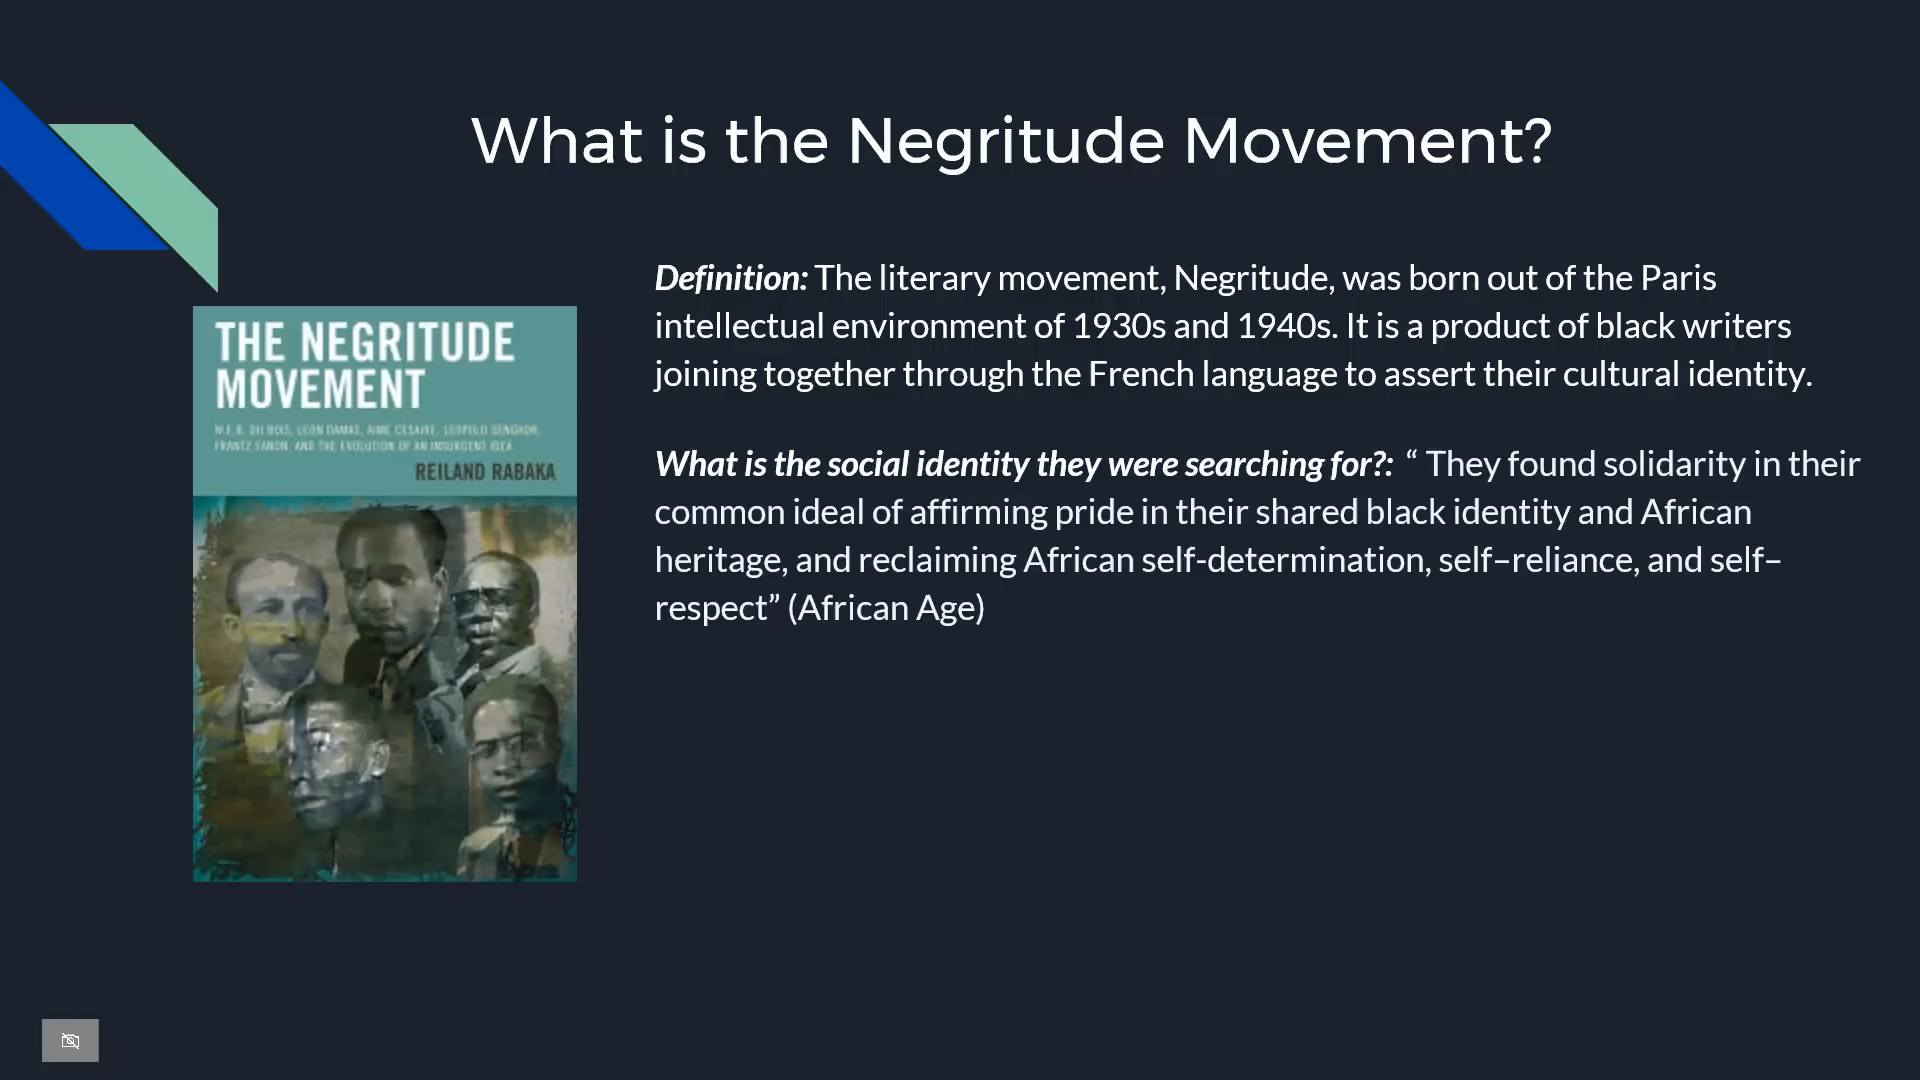 What is the Negritude Movement?
Definition: The literary movement, Negritude, was born out of the Paris
intellectual environment of 1930s and 1940s. It is a product of black writers
joining together through the French language to assert their cultural identity.
What is the social identity they were searching for?: “ They found solidarity in their
common ideal of affirming pride in their shared black identity and African
heritage, and reclaiming African self-determination, self–reliance, and self–
respect” (African Age)
THE NEGRITUDE
MOVEMENT
W.E.B. DU BOIS, LEON DAMAS, AIME CESAIRE, LEOPOLD SENGHOR,
FRANTZ FANON, AND THE EVOLUTION OF AN INSURGENT IDEA
REILAND RABAKA